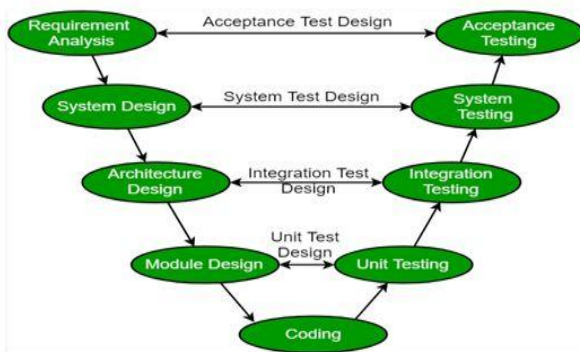 Requirement
Analysis
Acceptance Test Design
Acceptance
Testing
System Design
System Test Design
System
Testing
Architecture
Design
Integration Test
Design
Integration
Testing
Module Design
Unit Test
Design
Unit Testing
Coding